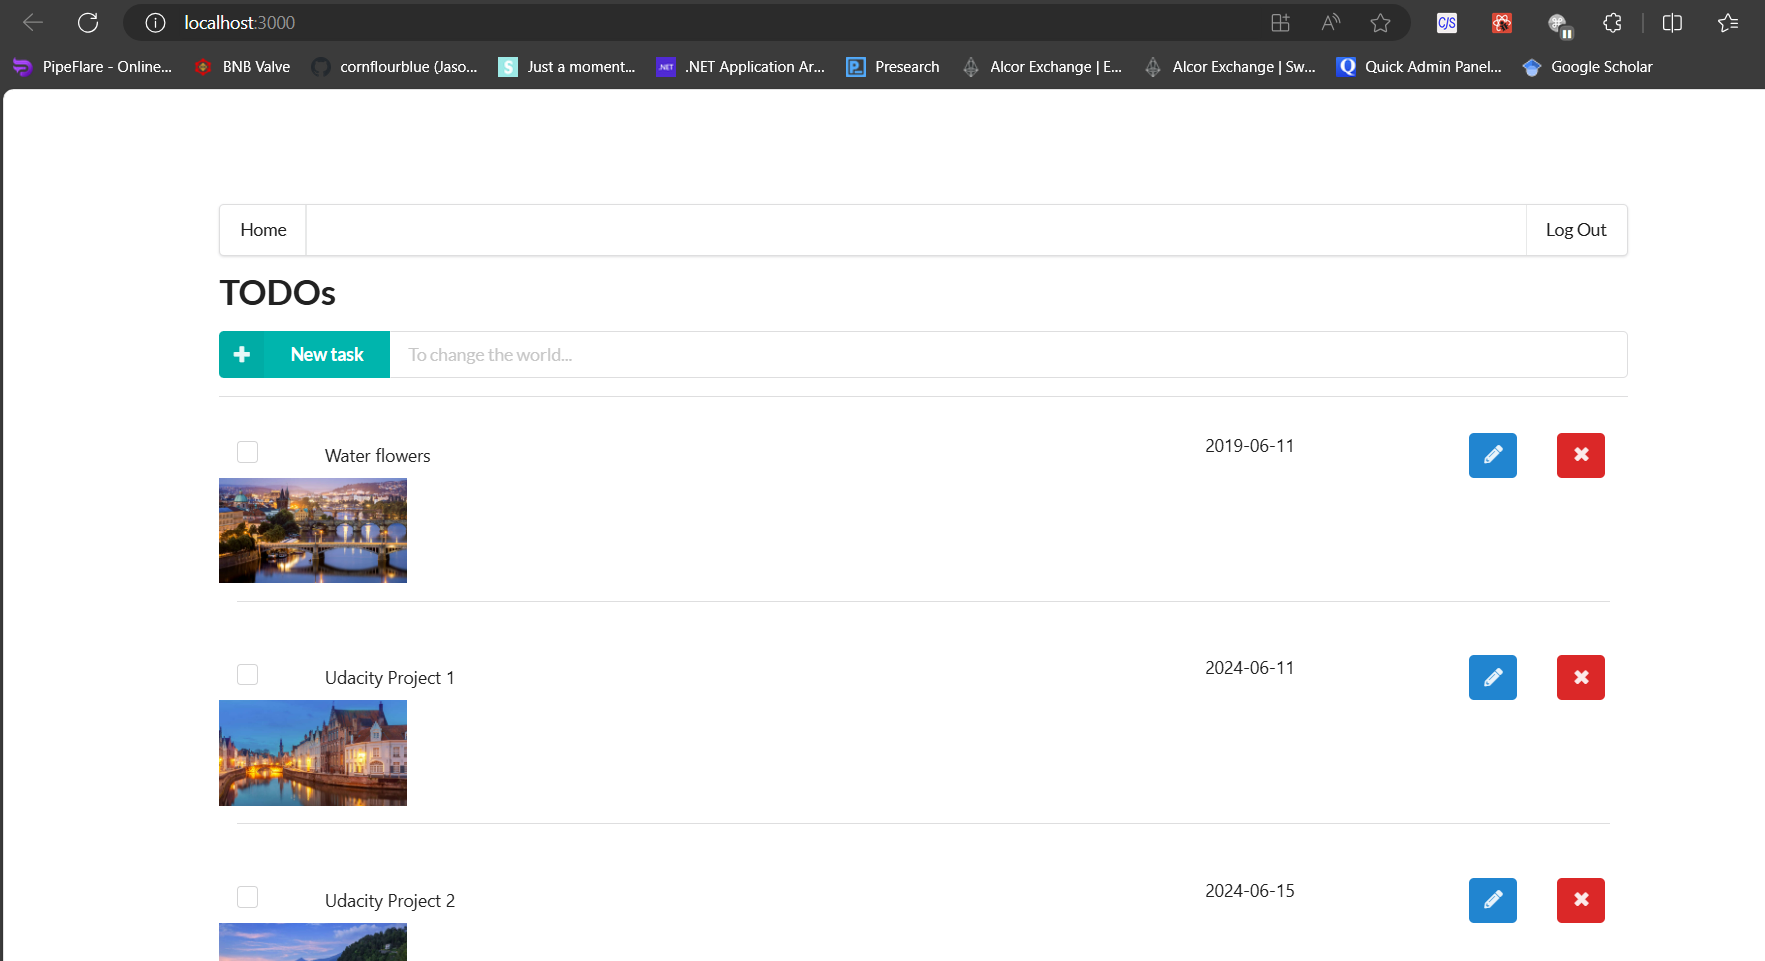 localhost:3000
PipeFlare - Online... BNB Valve cornflourblue (Jaso... S Just a moment... .NET .NET Application Ar... P Presearch Alcor Exchange | E... Alcor Exchange | Sw... Q Quick Admin Panel... Google Scholar
Home Log Out
TODOs
New task To change the world...
Water flowers 2019-06-11
Udacity Project 1 2024-06-11
Udacity Project 2 2024-06-15